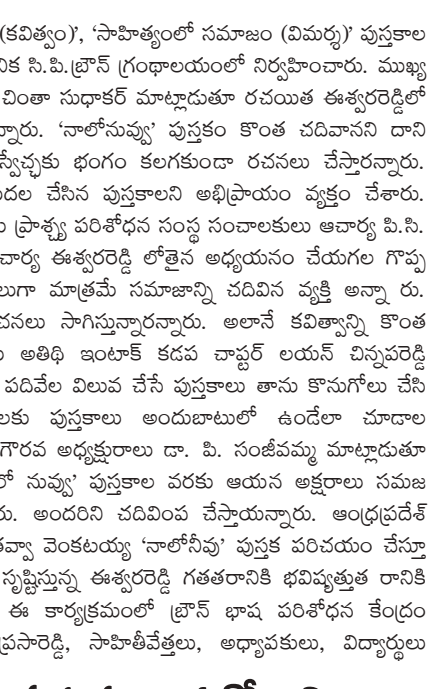 (కవిత్వం)', 'సాహిత్యంలో సమాజం (విమర్శ)' పుస్తకాల
నిక సి.పి.బ్రౌన్ గ్రంథాలయంలో నిర్వహించారు. ముఖ్య
చింతా సుధాకర్ మాట్లాడుతూ రచయిత ఈశ్వరరెడ్డిలో
న్నారు. 'నాలోనువ్వు' పుస్తకం కొంత చదివానని దాని
స్వేచ్ఛకు భంగం కలగకుండా రచనలు చేస్తారన్నారు.
దల చేసిన పుస్తకాలని అభిప్రాయం వ్యక్తం చేశారు.
ప్రాశ్చ్య పరిశోధన సంస్థ సంచాలకులు ఆచార్య పి.సి.
చార్య ఈశ్వరరెడ్డి లోతైన అధ్యయనం చేయగల గొప్ప
లుగా మాత్రమే సమాజాన్ని చదివిన వ్యక్తి అన్నా రు.
చనలు సాగిస్తున్నారన్నారు. అలానే కవిత్వాన్ని కొంత
అతిథి ఇంటాక్ కడప చాప్టర్ లయన్ చిన్నపరెడ్డి
పదివేల విలువ చేసే పుస్తకాలు తాను కొనుగోలు చేసి
లకు పుస్తకాలు అందుబాటులో ఉండేలా చూడాల
గౌరవ అధ్యక్షురాలు డా. పి. సంజీవమ్మ మాట్లాడుతూ
లో నువ్వు' పుస్తకాల వరకు ఆయన అక్షరాలు సమజ
రు. అందరిని చదివింప చేస్తాయన్నారు. ఆంధ్రప్రదేశ్
తవ్వా వెంకటయ్య 'నాలోనీవు' పుస్తక పరిచయం చేస్తూ
సృష్టిస్తున్న ఈశ్వరరెడ్డి గతతరానికి భవిష్యత్తుత రానికి
ఈ కార్యక్రమంలో బ్రౌన్ భాష పరిశోధన కేంద్రం
ప్రసారెడ్డి, సాహితీవేత్తలు, అధ్యాపకులు, విద్యార్థులు